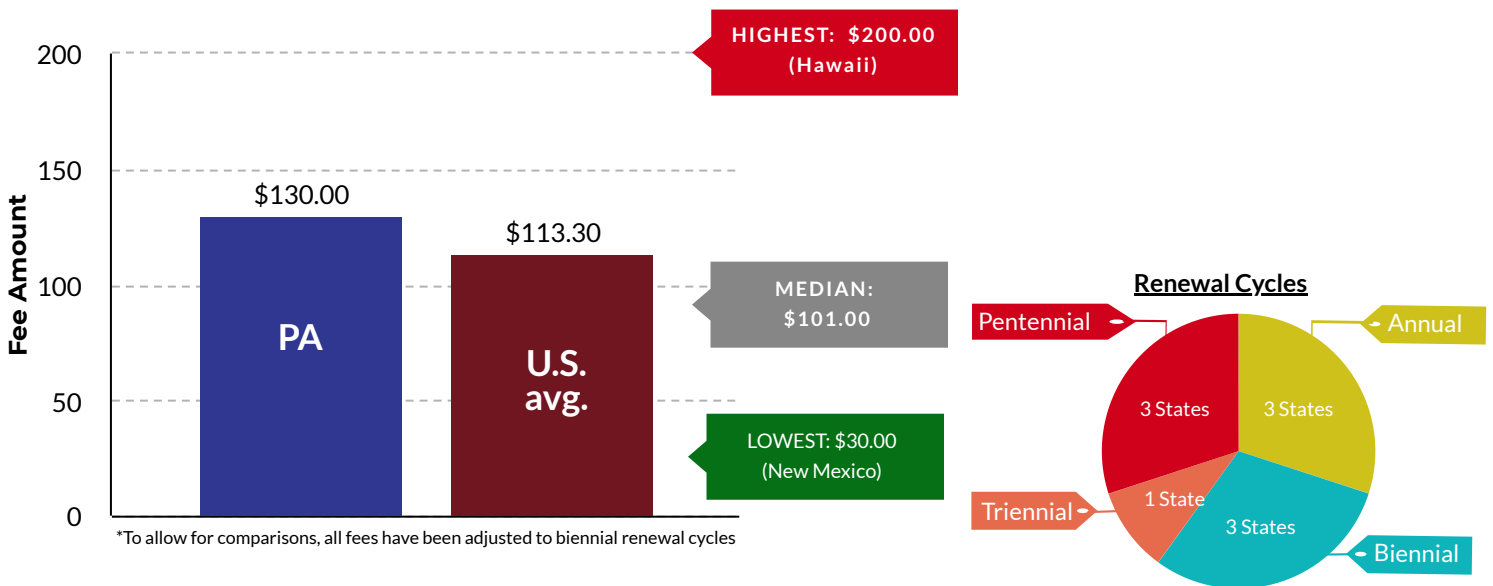 Fee Amount
200
150
100
50
0
$130.00
PA
$113.30
U.S.
avg.
HIGHEST: $200.00
(Hawaii)
MEDIAN:
$101.00
LOWEST: $30.00
(New Mexico)
*To allow for comparisons, all fees have been adjusted to biennial renewal cycles
Renewal Cycles
Pentennial
Annual
3 States
3 States
Triennial
1 State
3 States
Biennial